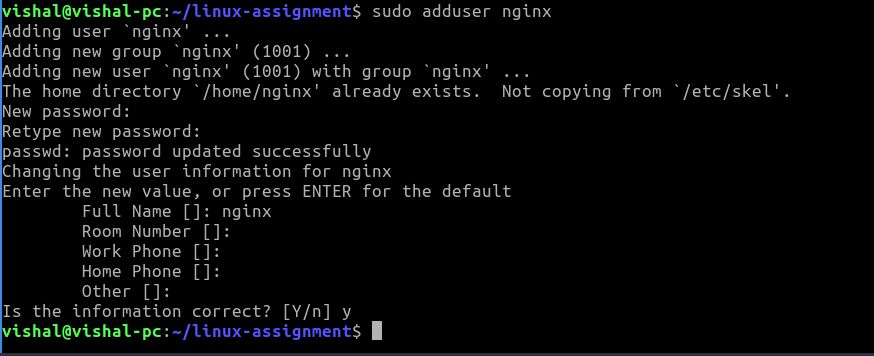 vishal@vishal-pc:~/linux-assignment$ sudo adduser nginx
Adding user `nginx' ...
Adding new group `nginx' (1001) ...
Adding new user `nginx' (1001) with group `nginx' ...
The home directory `/home/nginx' already exists.  Not copying from `/etc/skel'.
New password:
Retype new password:
passwd: password updated successfully
Changing the user information for nginx
Enter the new value, or press ENTER for the default
        Full Name []: nginx
        Room Number []:
        Work Phone []:
        Home Phone []:
        Other []:
Is the information correct? [Y/n] y
vishal@vishal-pc:~/linux-assignment$